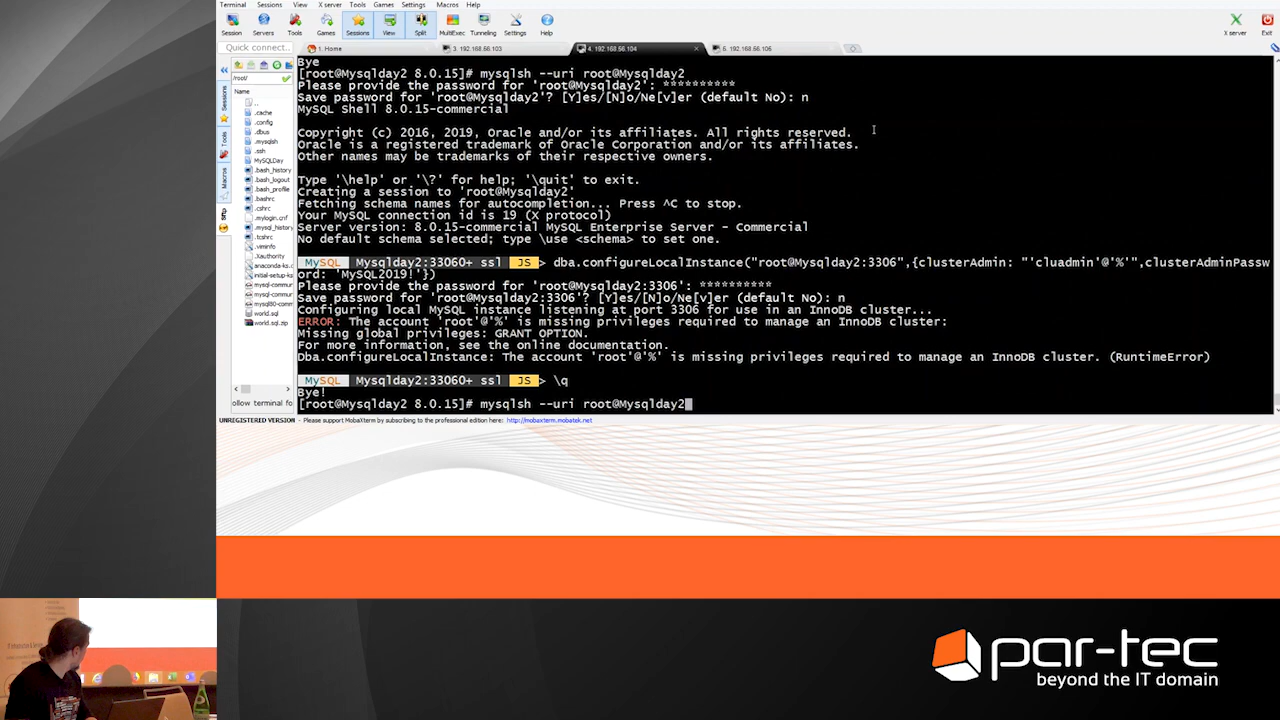 Terminal Sessions View X server Tools Games Settings Macros Help
Session Servers Tools Games Sessions View Split MultiExec Tunneling Settings Help X server Exit
Quick connect... 1. Home 3. 192.168.56.103 4. 192.168.56.104 5. 192.168.56.106
/root/
Name
..
.cache
.config
.dbus
.mysqlsh
.ssh
MySQLDay
.bash_history
.bash_logout
.bash_profile
.bashrc
.cshrc
.mylogin.cnf
.mysql_history
.tcshrc
.viminfo
.Xauthority
anaconda-ks.c
initial-setup-ks
mysql-commer
mysql-commer
mysql80-comm
world.sql
world.sql.zip
ollow terminal fo
Sessions
Tools
Macros
Sftp
Bye
[root@Mysqlday2 8.0.15]# mysqlsh --uri root@Mysqlday2
Please provide the password for 'root@Mysqlday2': **********
Save password for 'root@Mysqlday2'? [Y]es/[N]o/Ne[v]er (default No): n
MySQL Shell 8.0.15-commercial
Copyright (c) 2016, 2019, Oracle and/or its affiliates. All rights reserved.
Oracle is a registered trademark of Oracle Corporation and/or its affiliates.
Other names may be trademarks of their respective owners.
Type '\help' or '\?' for help; '\quit' to exit.
Creating a session to 'root@Mysqlday2'
Fetching schema names for autocompletion... Press ^C to stop.
Your MySQL connection id is 19 (X protocol)
Server version: 8.0.15-commercial MySQL Enterprise Server - Commercial
No default schema selected; type \use <schema> to set one.
MySQL Mysqlday2:33060+ ssl JS > dba.configureLocalInstance("root@Mysqlday2:3306",{clusterAdmin: "'cluadmin'@'%'",clusterAdminPassw
ord: 'MySQL2019!'})
Please provide the password for 'root@Mysqlday2:3306': **********
Save password for 'root@Mysqlday2:3306'? [Y]es/[N]o/Ne[v]er (default No): n
Configuring local MySQL instance listening at port 3306 for use in an InnoDB cluster...
ERROR: The account 'root'@'%' is missing privileges required to manage an InnoDB cluster:
Missing global privileges: GRANT OPTION.
For more information, see the online documentation.
Dba.configureLocalInstance: The account 'root'@'%' is missing privileges required to manage an InnoDB cluster. (RuntimeError)
MySQL Mysqlday2:33060+ ssl JS > \q
Bye!
[root@Mysqlday2 8.0.15]# mysqlsh --uri root@Mysqlday2
UNREGISTERED VERSION - Please support MobaXterm by subscribing to the professional edition here: http://mobaxterm.mobatek.net
par-tec
beyond the IT domain